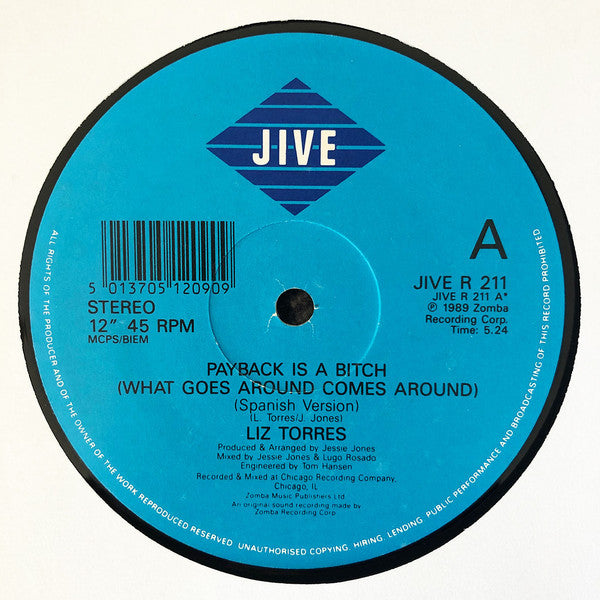 JIVE
A
5 013705 120909
STEREO
12" 45 RPM
MCPS/BIEM
JIVE R 211
JIVE R 211 A*
℗ 1989 Zomba
Recording Corp.
Time: 5.24
PAYBACK IS A BITCH
(WHAT GOES AROUND COMES AROUND)
(Spanish Version)
(L. Torres/J. Jones)
LIZ TORRES
Produced & Arranged by Jessie Jones
Mixed by Jessie Jones & Lugo Rosado
Engineered by Tom Hansen
Recorded & Mixed at Chicago Recording Company,
Chicago, IL
Zomba Music Publishers Ltd
An original sound recording made by
Zomba Recording Corp
ALL RIGHTS OF THE PRODUCER AND OF THE OWNER OF THE WORK REPRODUCED RESERVED. UNAUTHORISED COPYING, HIRING, LENDING, PUBLIC PERFORMANCE AND BROADCASTING OF THIS RECORD PROHIBITED